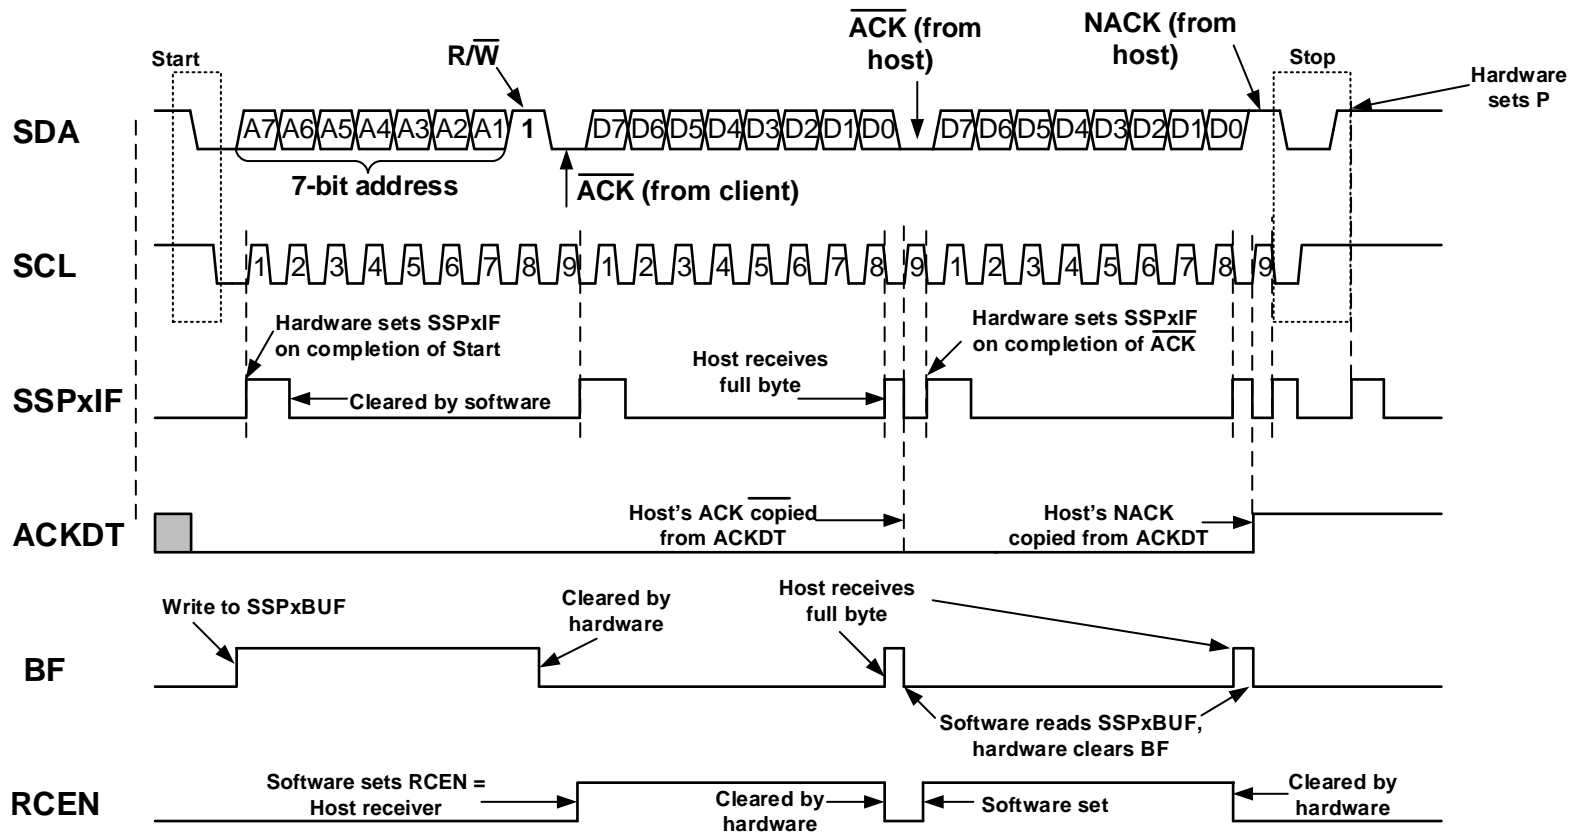 Start
R/W
ACK (from
host)
NACK (from
host)
Stop
Hardware
sets P
SDA
A7 A6 A5 A4 A3 A2 A1 1 D7 D6 D5 D4 D3 D2 D1 D0 D7 D6 D5 D4 D3 D2 D1 D0
7-bit address
ACK (from client)
SCL
1 2 3 4 5 6 7 8 9 1 2 3 4 5 6 7 8 9 1 2 3 4 5 6 7 8 9
Hardware sets SSPxIF
on completion of Start
Host receives
full byte
Hardware sets SSPxIF
on completion of ACK
SSPxIF
Cleared by software
ACKDT
Host's ACK copied
from ACKDT
Host's NACK
copied from ACKDT
Write to SSPxBUF
Cleared by
hardware
Host receives
full byte
BF
Software reads SSPxBUF,
hardware clears BF
RCEN
Software sets RCEN =
Host receiver
Cleared by
hardware
Software set
Cleared by
hardware